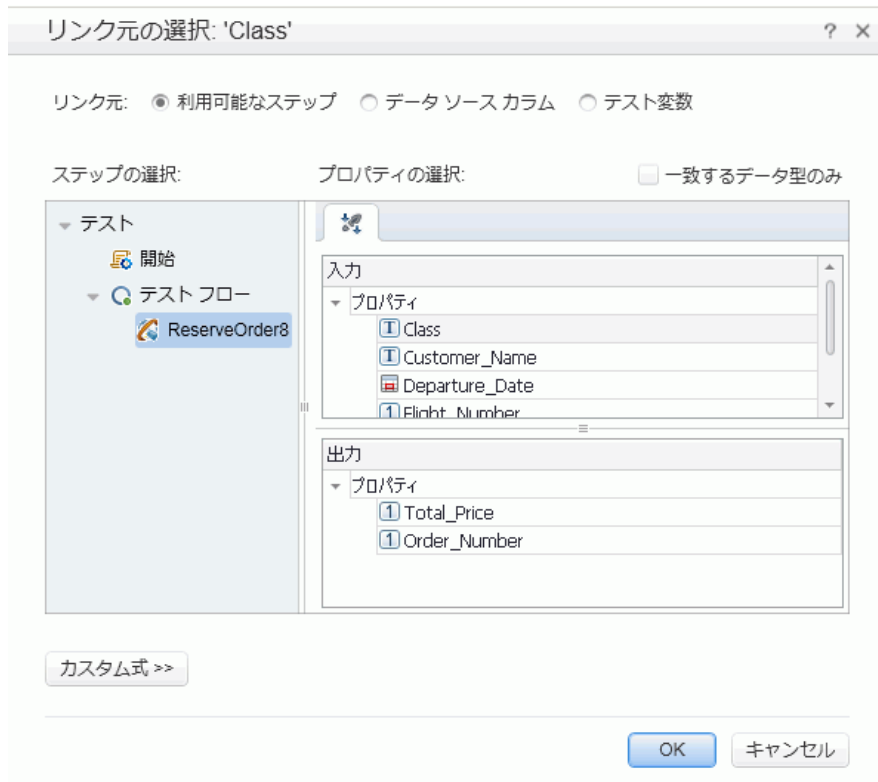 リンク元の選択: 'Class'
リンク元: 利用可能なステップ データ ソース カラム テスト変数
ステップの選択: プロパティの選択: 一致するデータ型のみ
テスト
開始
テスト フロー
ReserveOrder8
入力
プロパティ
Class
Customer_Name
Departure_Date
Flight_Number
出力
プロパティ
Total_Price
Order_Number
カスタム式 >>
OK キャンセル